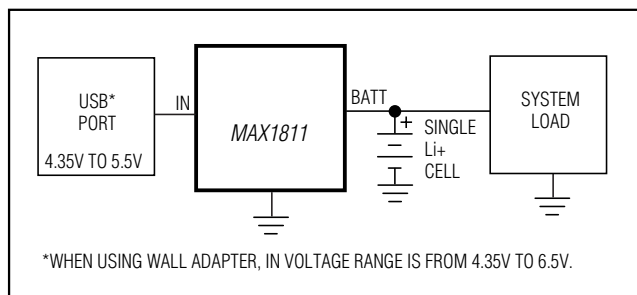 USB*
PORT
4.35V TO 5.5V
IN
MAX1811
BATT
+
SINGLE
Li+
CELL
SYSTEM
LOAD
*WHEN USING WALL ADAPTER, IN VOLTAGE RANGE IS FROM 4.35V TO 6.5V.